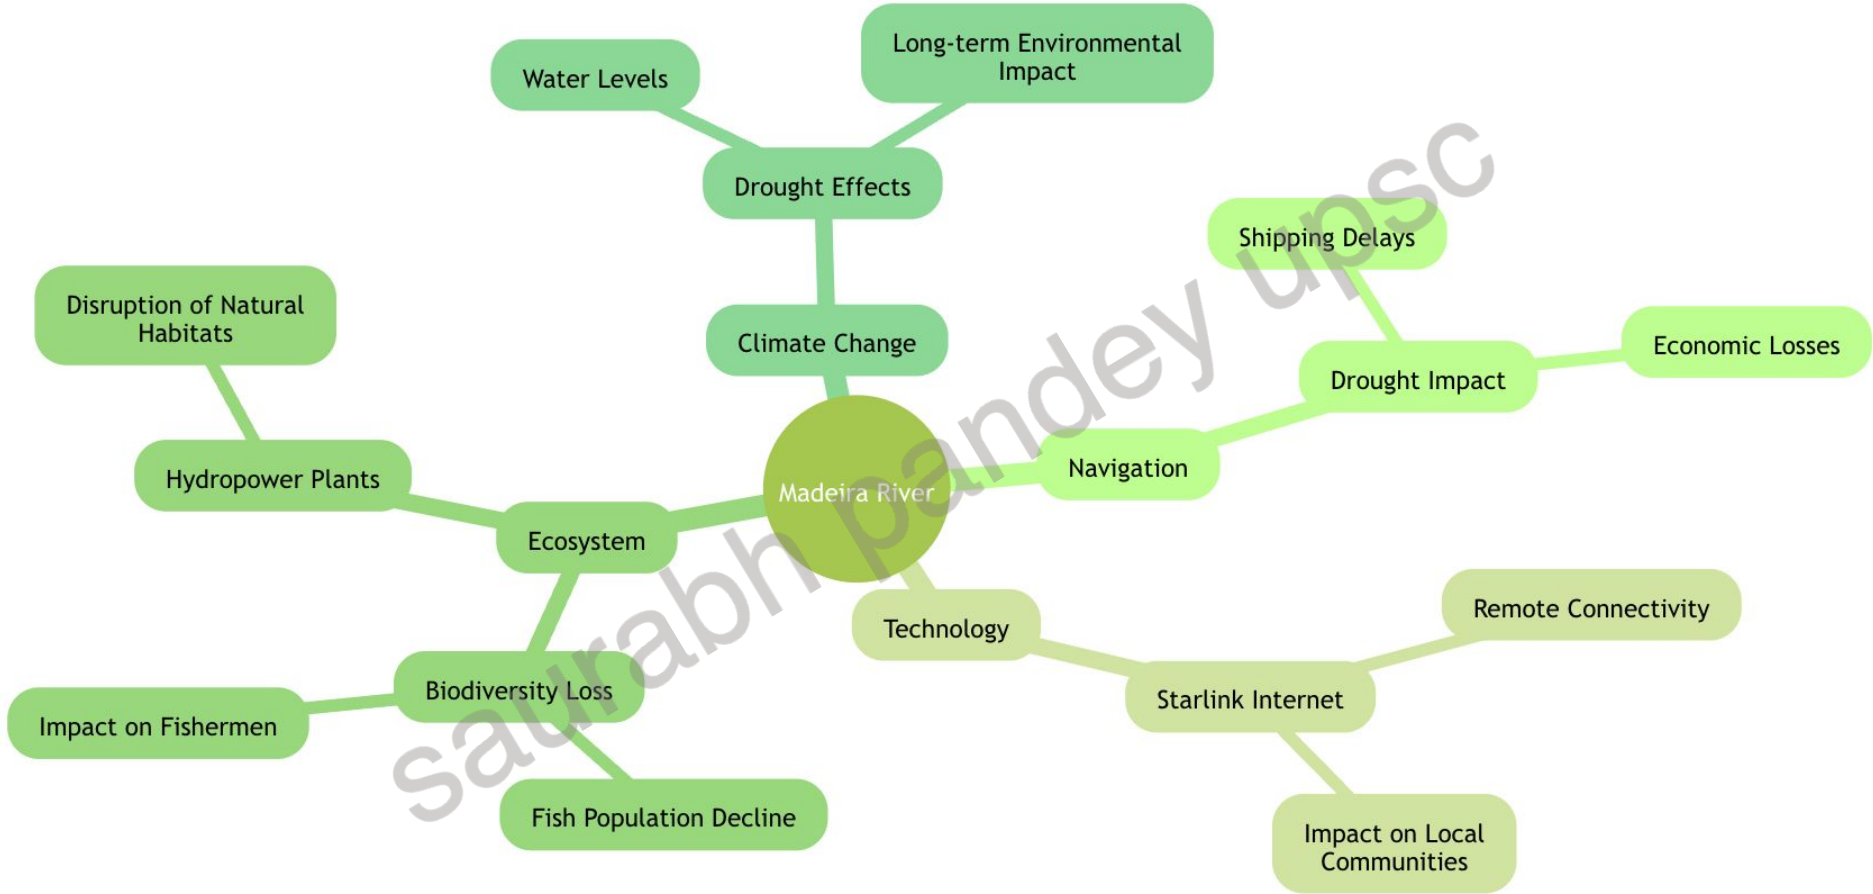 Long-term Environmental
Impact
Water Levels
Drought Effects
Shipping Delays
Disruption of Natural
Habitats
Climate Change
Economic Losses
Drought Impact
Navigation
Hydropower Plants
Madeira River
Ecosystem
Remote Connectivity
Technology
Biodiversity Loss
Starlink Internet
Impact on Fishermen
Fish Population Decline
Impact on Local
Communities
saurabh pandey upsc